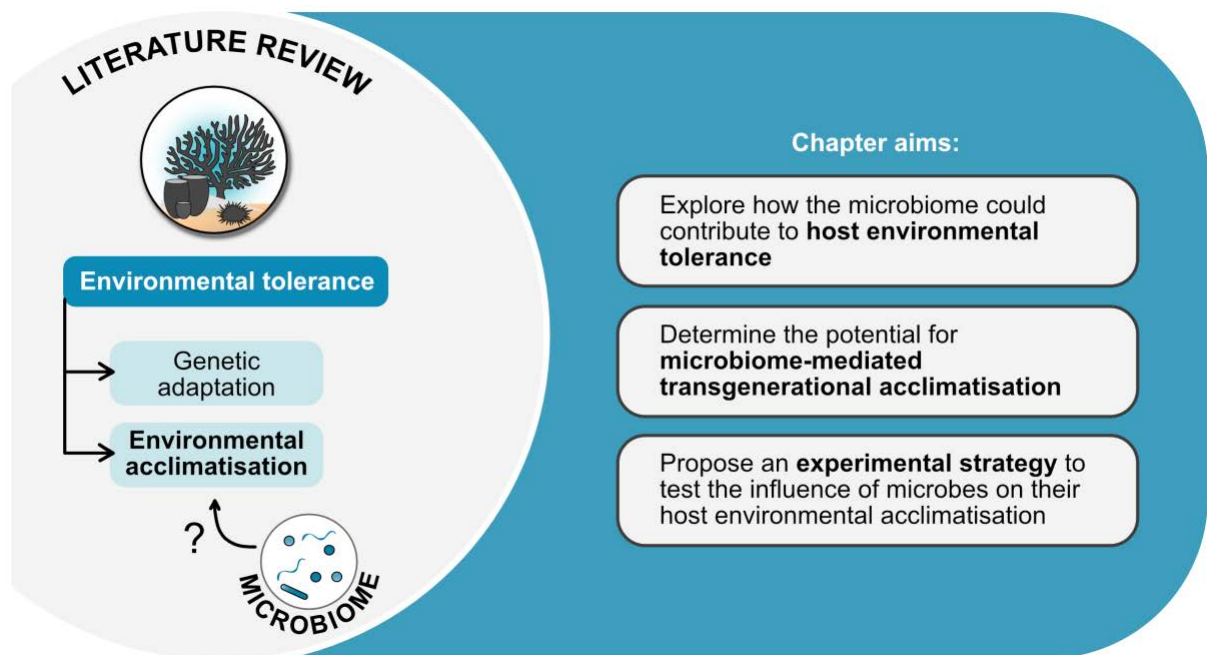 LITERATURE REVIEW
Environmental tolerance
Genetic
adaptation
Environmental
acclimatisation
?
MICROBIOME
Chapter aims:
Explore how the microbiome could
contribute to host environmental
tolerance
Determine the potential for
microbiome-mediated
transgenerational acclimatisation
Propose an experimental strategy to
test the influence of microbes on their
host environmental acclimatisation